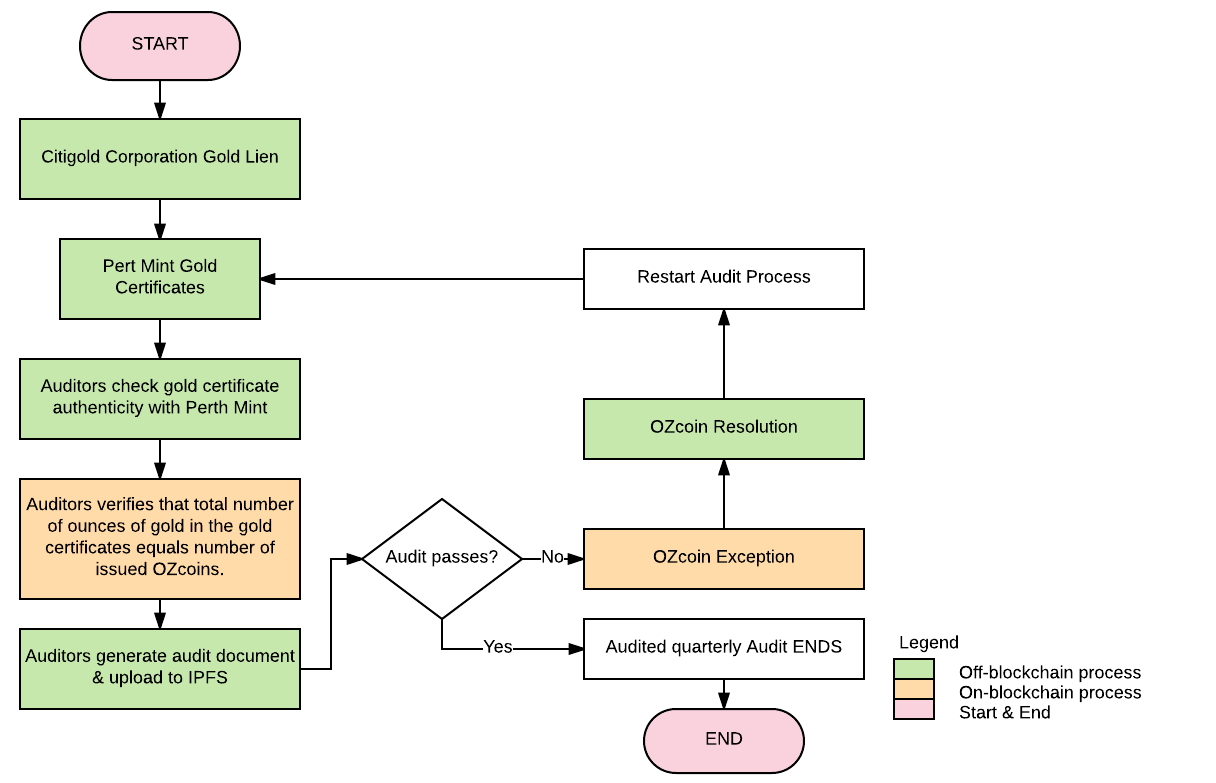 START
Citigold Corporation Gold Lien
Pert Mint Gold
Certificates
Restart Audit Process
Auditors check gold certificate
authenticity with Perth Mint
OZcoin Resolution
Auditors verifies that total number
of ounces of gold in the gold
certificates equals number of
issued OZcoins.
Audit passes?
No
OZcoin Exception
Auditors generate audit document
& upload to IPFS
Yes
Audited quarterly Audit ENDS
END
Legend
Off-blockchain process
On-blockchain process
Start & End